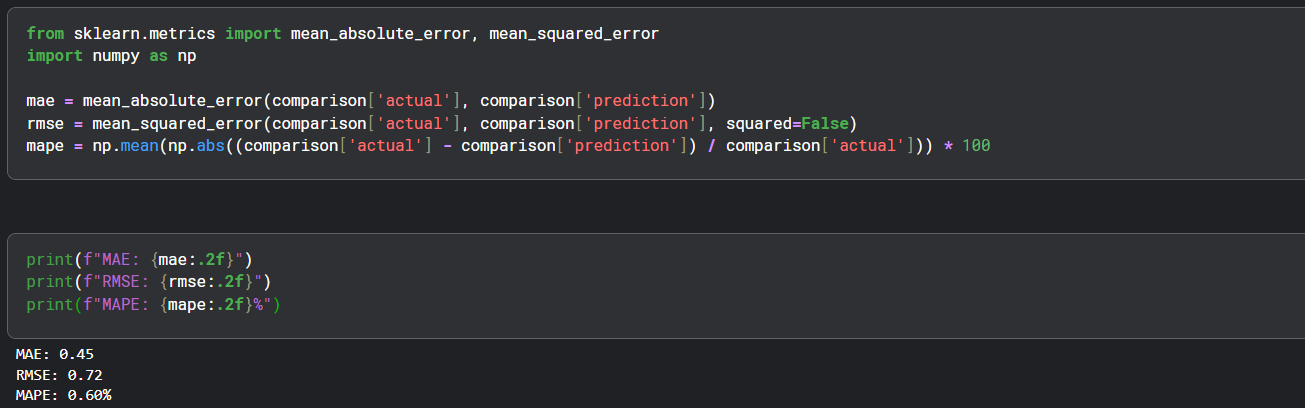 from sklearn.metrics import mean_absolute_error, mean_squared_error
import numpy as np
mae = mean_absolute_error(comparison['actual'], comparison['prediction'])
rmse = mean_squared_error(comparison['actual'], comparison['prediction'], squared=False)
mape = np.mean(np.abs((comparison['actual'] - comparison['prediction']) / comparison['actual'])) * 100
print(f"MAE: {mae:.2f}")
print(f"RMSE: {rmse:.2f}")
print(f"MAPE: {mape:.2f}%")
MAE: 0.45
RMSE: 0.72
MAPE: 0.60%